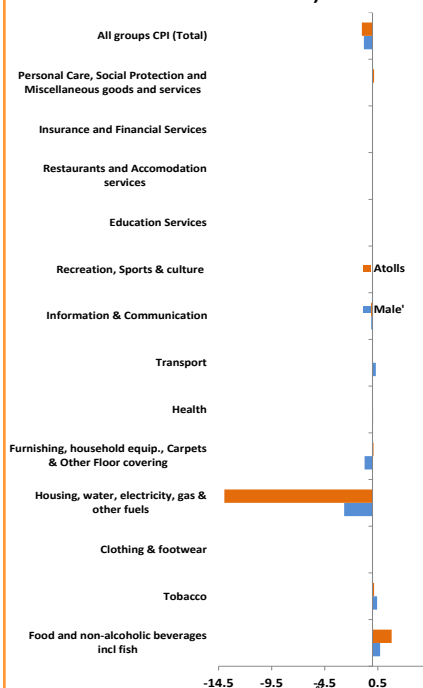 All groups CPI (Total)
Personal Care, Social Protection and
Miscellaneous goods and services
Insurance and Financial Services
Restaurants and Accomodation
services
Education Services
Recreation, Sports & culture
Atolls
Information & Communication
Male'
Transport
Health
Furnishing, household equip., Carpets
& Other Floor covering
Housing, water, electricity, gas &
other fuels
Clothing & footwear
Tobacco
Food and non-alcoholic beverages
incl fish
-14.5 -9.5 -4.5 0.5